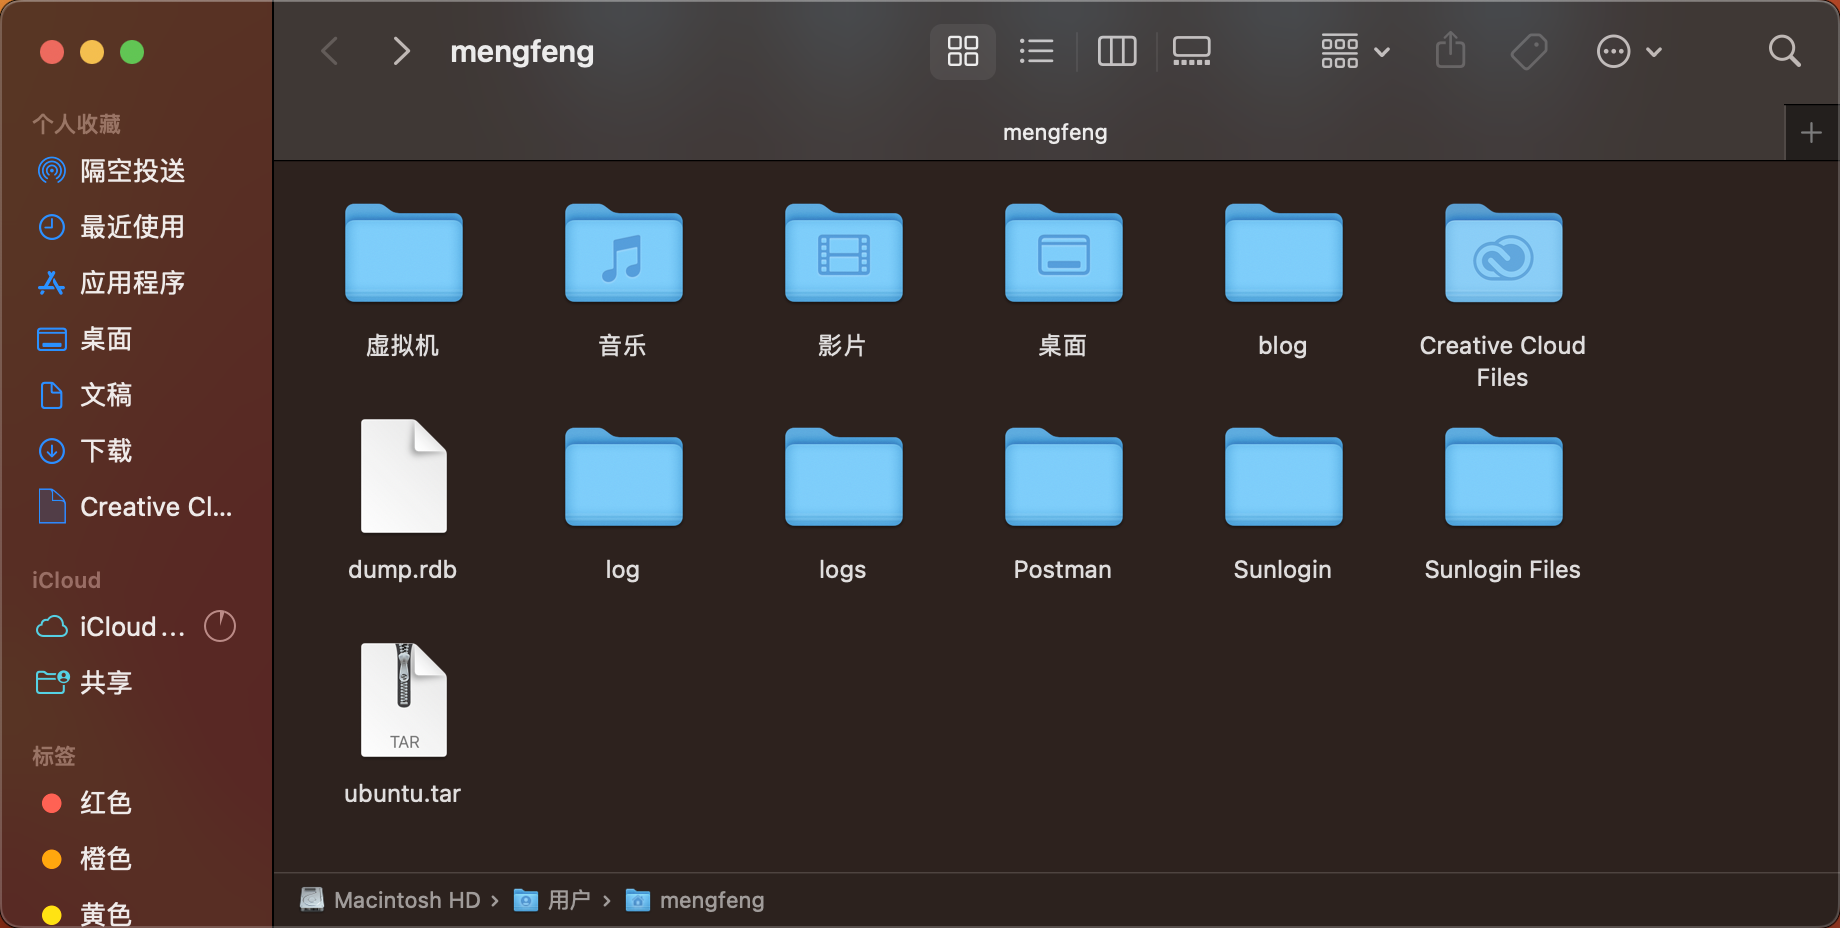 mengfeng
mengfeng
个人收藏
隔空投送
最近使用
应用程序
桌面
文稿
下载
Creative Cl...
iCloud
iCloud...
共享
标签
红色
橙色
黄色
虚拟机
音乐
影片
桌面
blog
Creative Cloud
Files
dump.rdb
log
logs
Postman
Sunlogin
Sunlogin Files
TAR
ubuntu.tar
Macintosh HD › 用户 › mengfeng